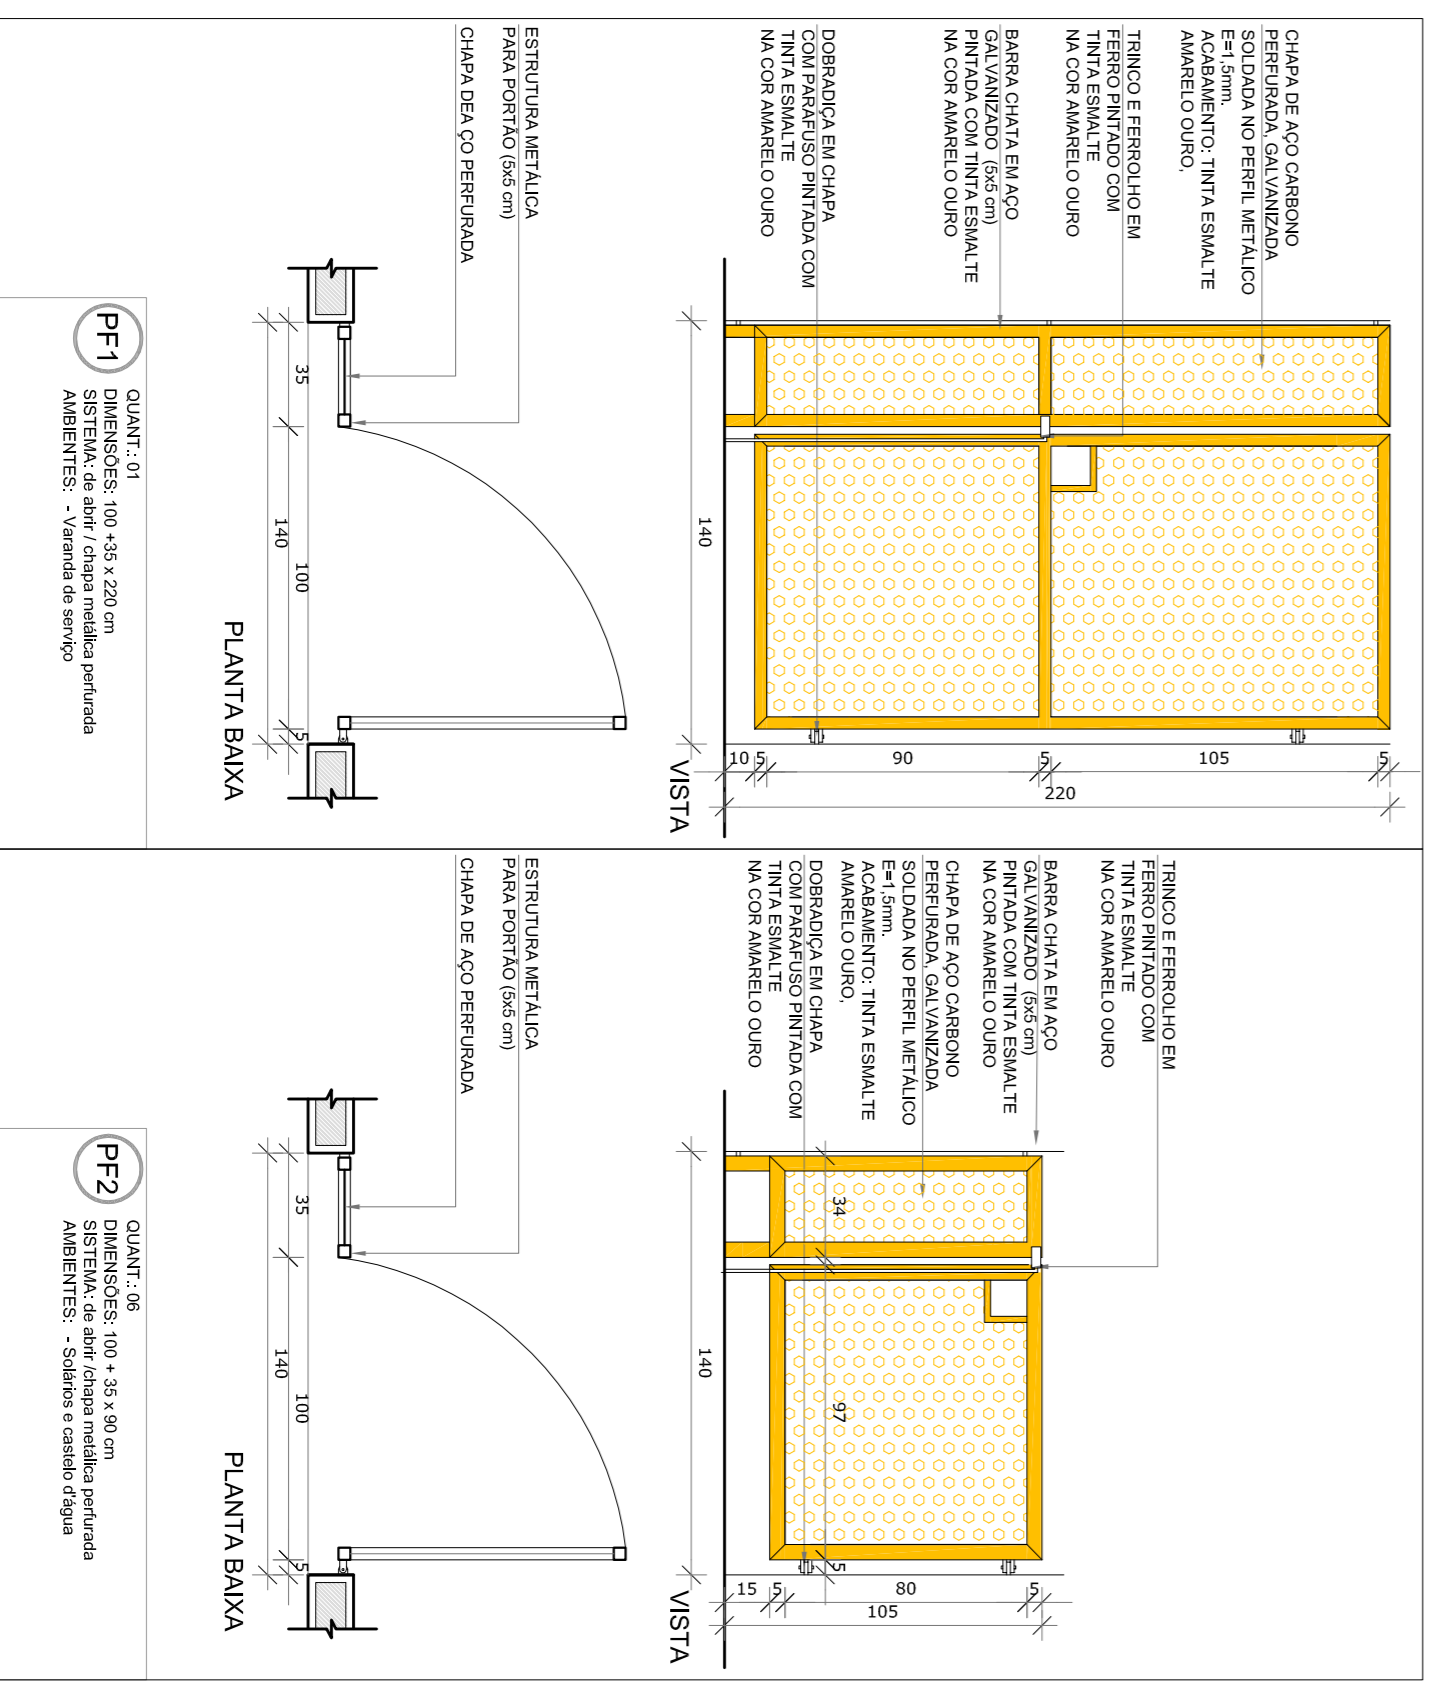 CHAPA DE AÇO CARBONO
PERFURADA, GALVANIZADA
SOLDADA NO PERFIL METÁLICO
E=1,5mm.
ACABAMENTO: TINTA ESMALTE
AMARELO OURO,
TRINCO E FERROLHO EM
FERRO PINTADO COM
TINTA ESMALTE
NA COR AMARELO OURO
BARRA CHATA EM AÇO
GALVANIZADO (5x5 cm)
PINTADA COM TINTA ESMALTE
NA COR AMARELO OURO
DOBRADIÇA EM CHAPA
COM PARAFUSO PINTADA COM
TINTA ESMALTE
NA COR AMARELO OURO
5
105
5
90
5
10
220
140
VISTA
ESTRUTURA METÁLICA
PARA PORTÃO (5x5 cm)
CHAPA DEA ÇO PERFURADA
35
100
5
140
PLANTA BAIXA
PF1
QUANT.: 01
DIMENSÕES: 100 +35 x 220 cm
SISTEMA: de abrir / chapa metálica perfurada
AMBIENTES: - Varanda de serviço
TRINCO E FERROLHO EM
FERRO PINTADO COM
TINTA ESMALTE
NA COR AMARELO OURO
BARRA CHATA EM AÇO
GALVANIZADO (5x5 cm)
PINTADA COM TINTA ESMALTE
NA COR AMARELO OURO
CHAPA DE AÇO CARBONO
PERFURADA, GALVANIZADA
SOLDADA NO PERFIL METÁLICO
E=1,5mm.
ACABAMENTO: TINTA ESMALTE
AMARELO OURO,
DOBRADIÇA EM CHAPA
COM PARAFUSO PINTADA COM
TINTA ESMALTE
NA COR AMARELO OURO
34
97
5
5
80
5
15
105
140
VISTA
ESTRUTURA METÁLICA
PARA PORTÃO (5x5 cm)
CHAPA DE AÇO PERFURADA
35
100
5
140
PLANTA BAIXA
PF2
QUANT.: 06
DIMENSÕES: 100 + 35 x 90 cm
SISTEMA: de abrir /chapa metálica perfurada
AMBIENTES: - Solários e castelo d'água